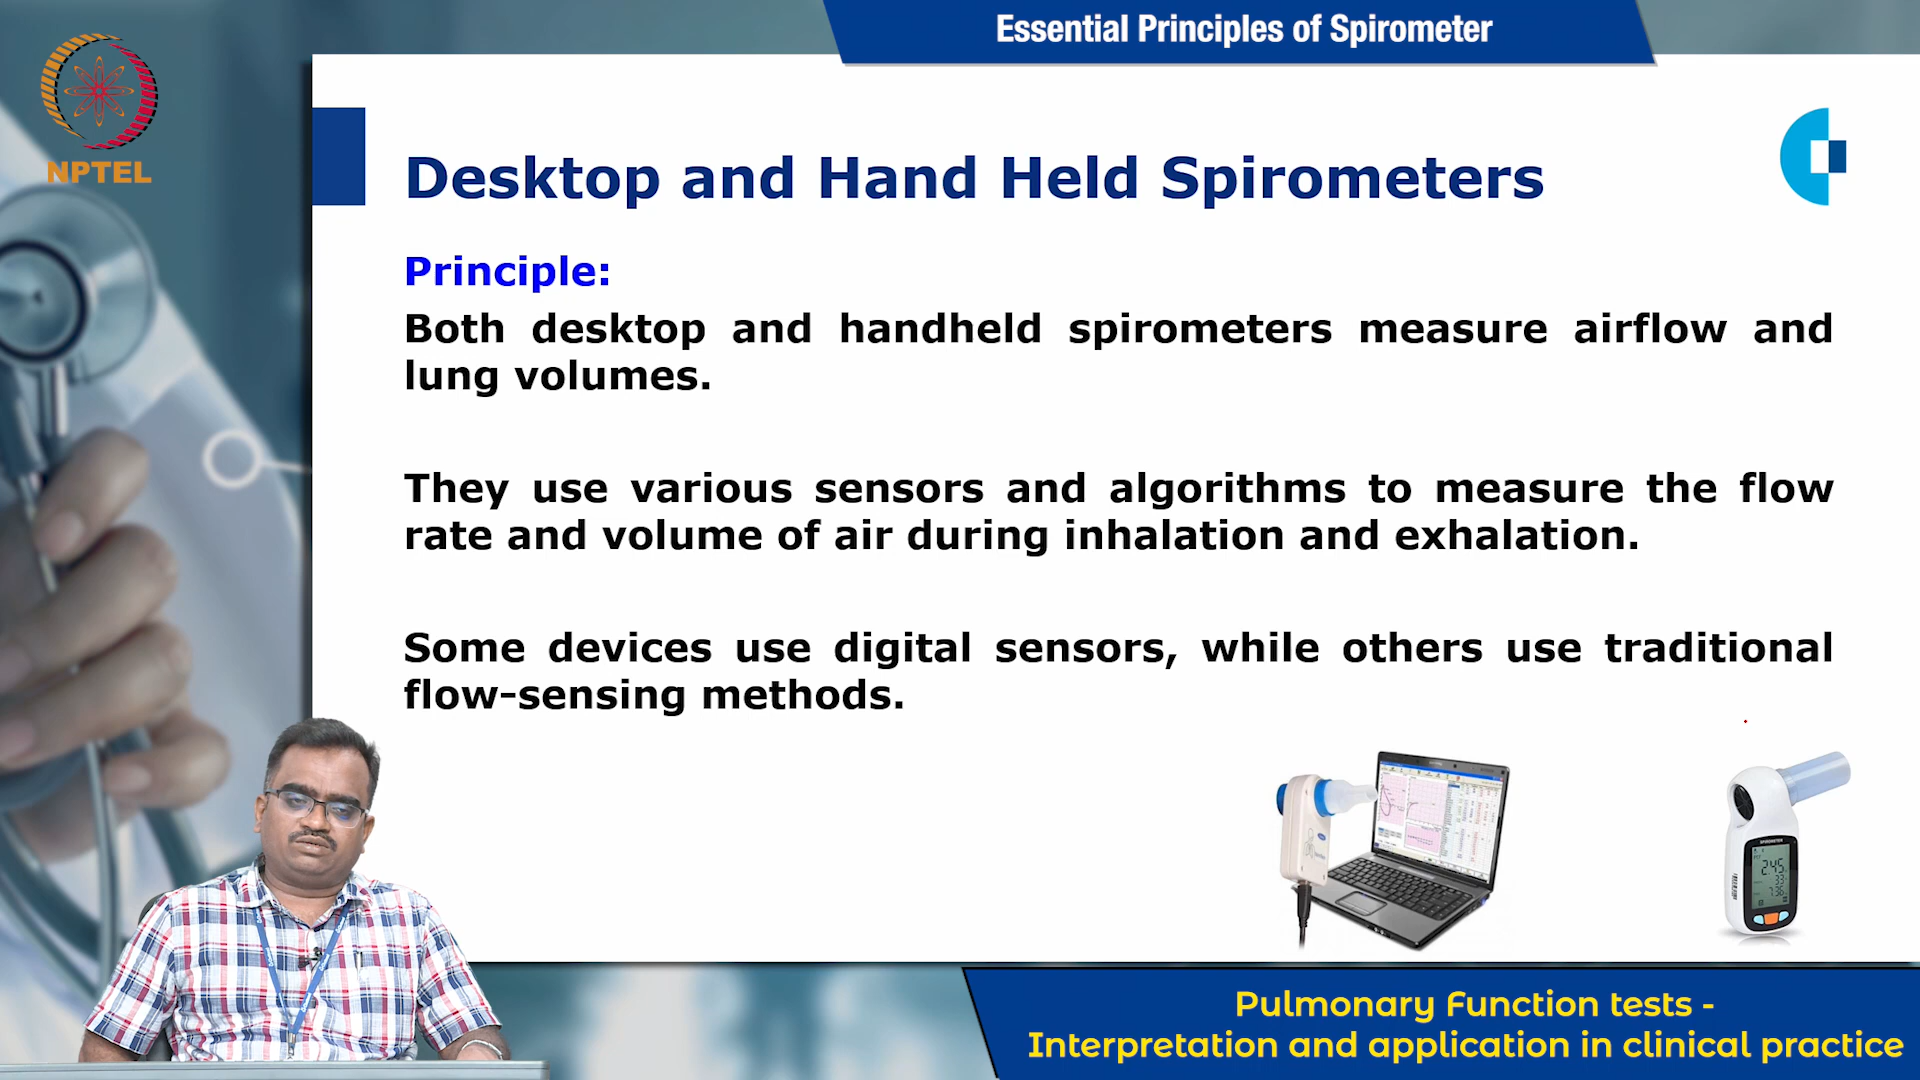 Essential Principles of Spirometer
NPTEL
Desktop and Hand Held Spirometers
Principle:
Both desktop and handheld spirometers measure airflow and
lung volumes.
They use various sensors and algorithms to measure the flow
rate and volume of air during inhalation and exhalation.
Some devices use digital sensors, while others use traditional
flow-sensing methods.
SPIROMETER
2.45
Pulmonary Function tests -
Interpretation and application in clinical practice